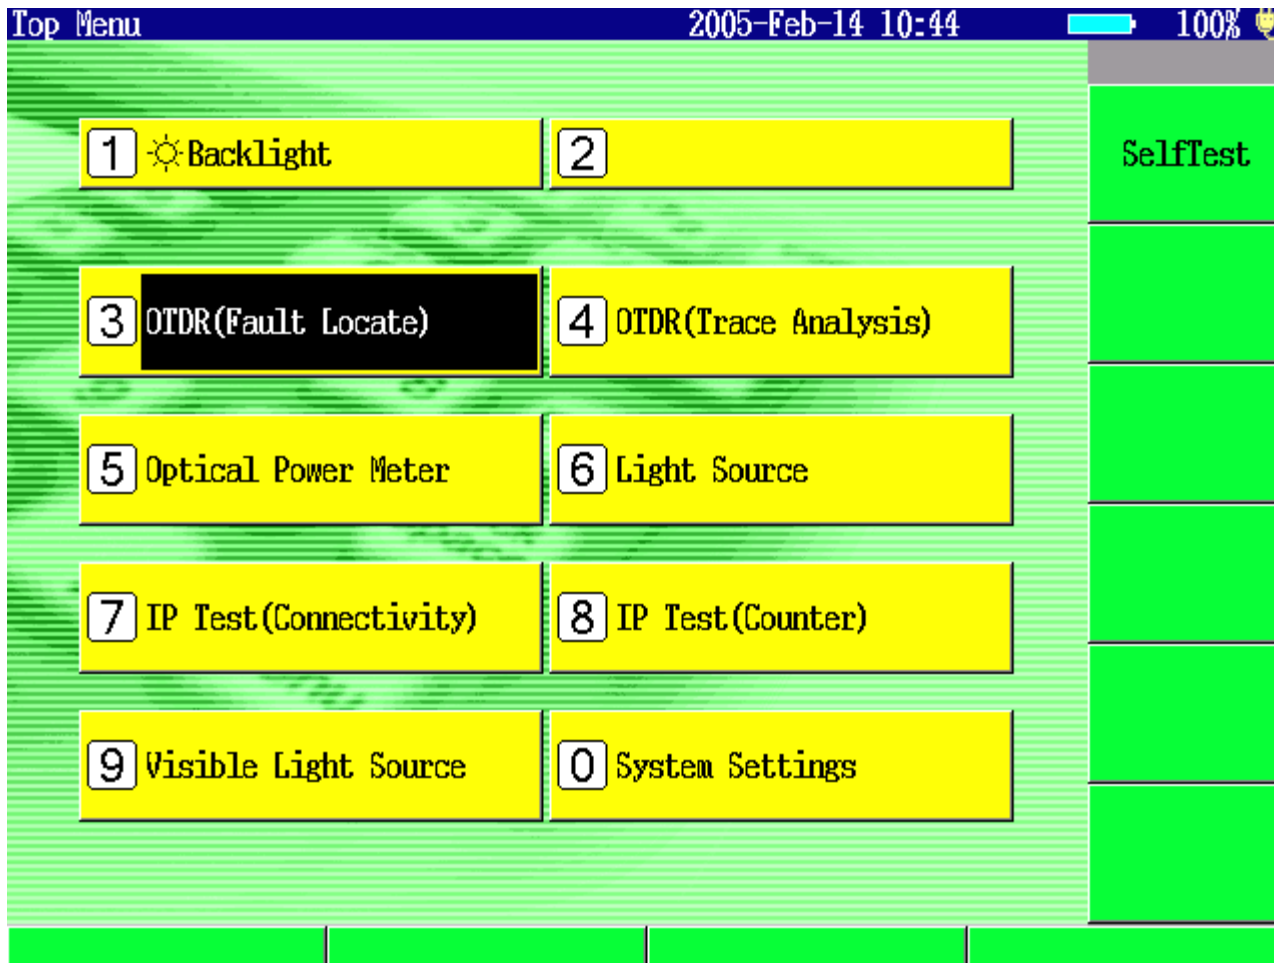 Top Menu 2005-Feb-14 10:44 100%
1 Backlight 2
SelfTest
3 OTDR(Fault Locate) 4 OTDR(Trace Analysis)
5 Optical Power Meter 6 Light Source
7 IP Test(Connectivity) 8 IP Test(Counter)
9 Visible Light Source 0 System Settings